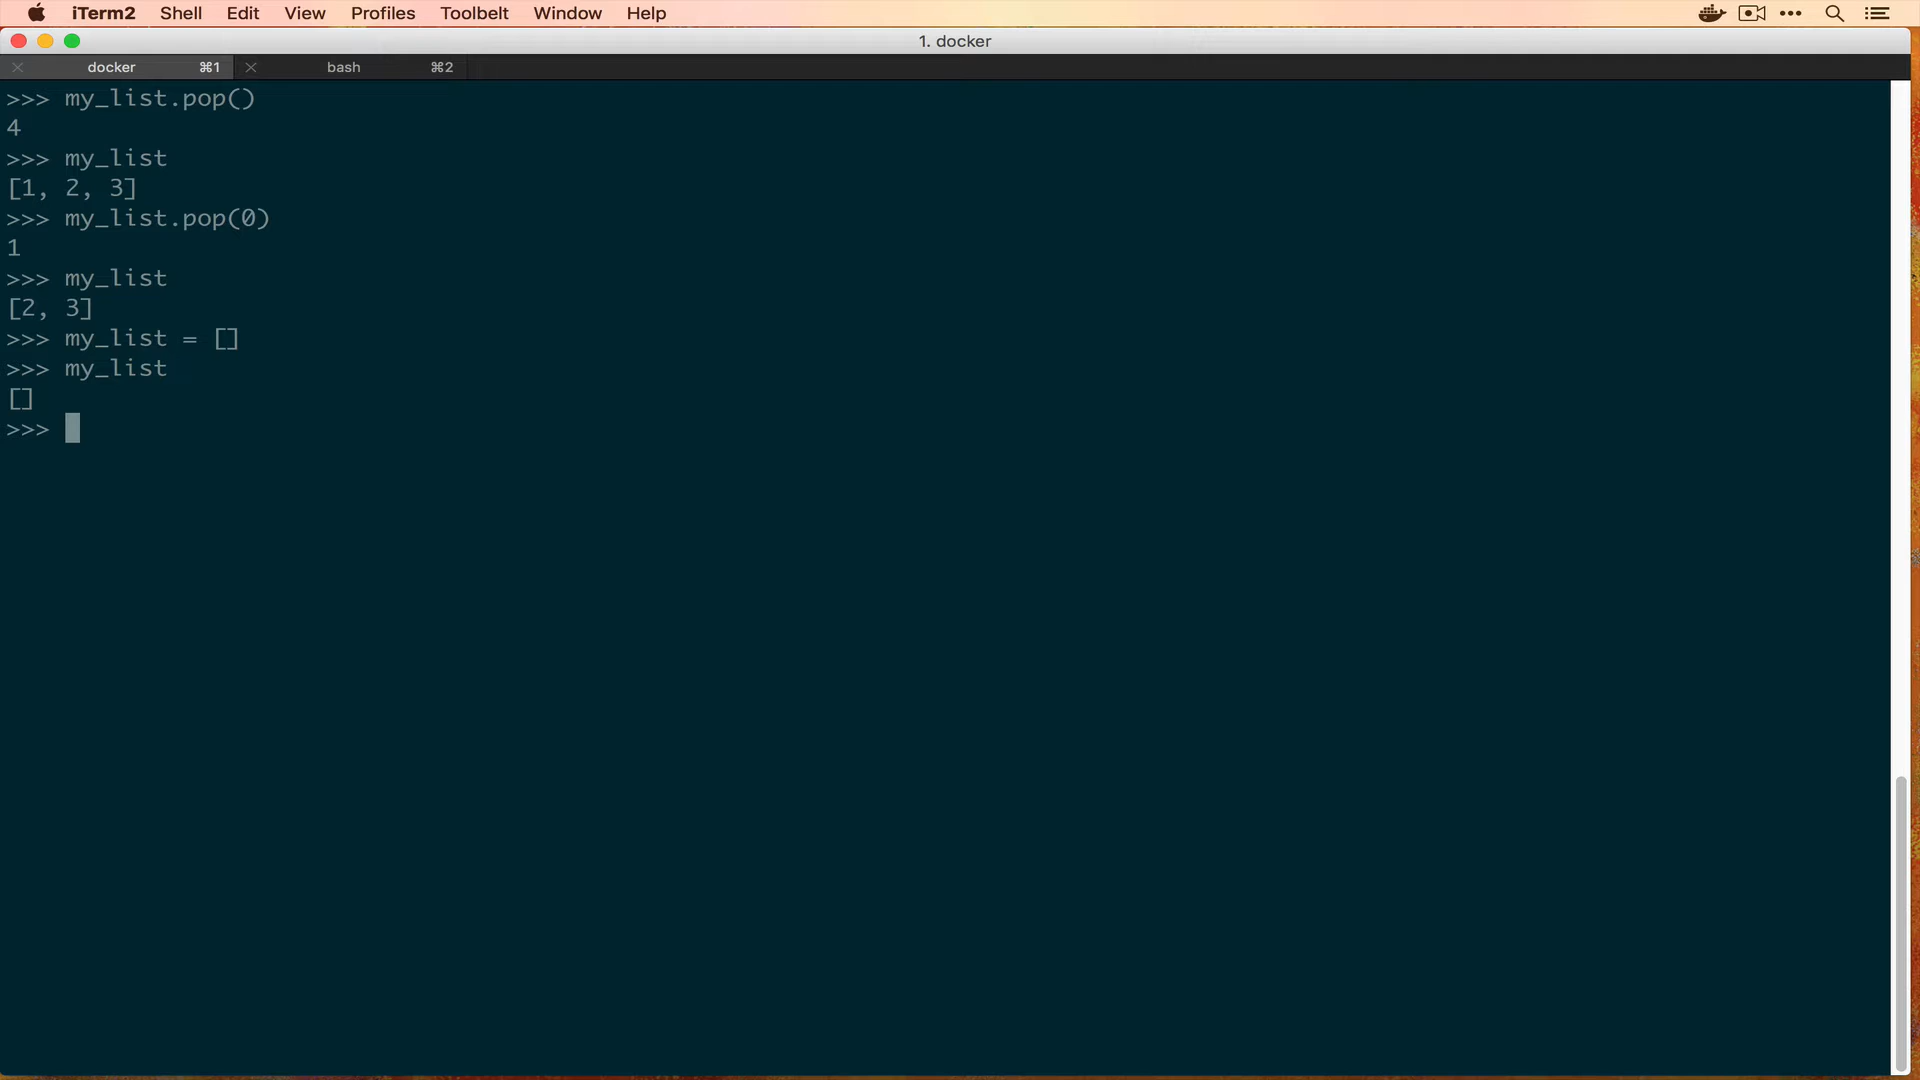 iTerm2 Shell Edit View Profiles Toolbelt Window Help
1. docker
docker ⌘1 bash ⌘2
>>> my_list.pop()
4
>>> my_list
[1, 2, 3]
>>> my_list.pop(0)
1
>>> my_list
[2, 3]
>>> my_list = []
>>> my_list
[]
>>>